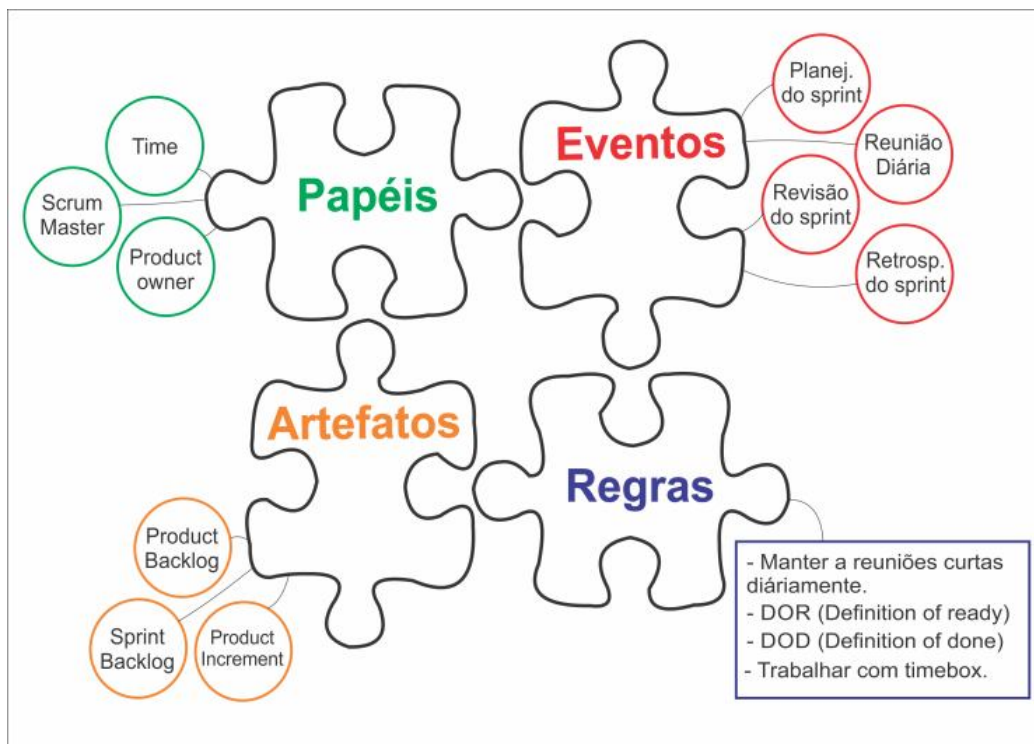 Papéis
Time
Scrum
Master
Product
owner
Eventos
Planej.
do sprint
Reunião
Diária
Revisão
do sprint
Retrosp.
do sprint
Artefatos
Product
Backlog
Sprint
Backlog
Product
Increment
Regras
- Manter a reuniões curtas
diáriamente.
- DOR (Definition of ready)
- DOD (Definition of done)
- Trabalhar com timebox.